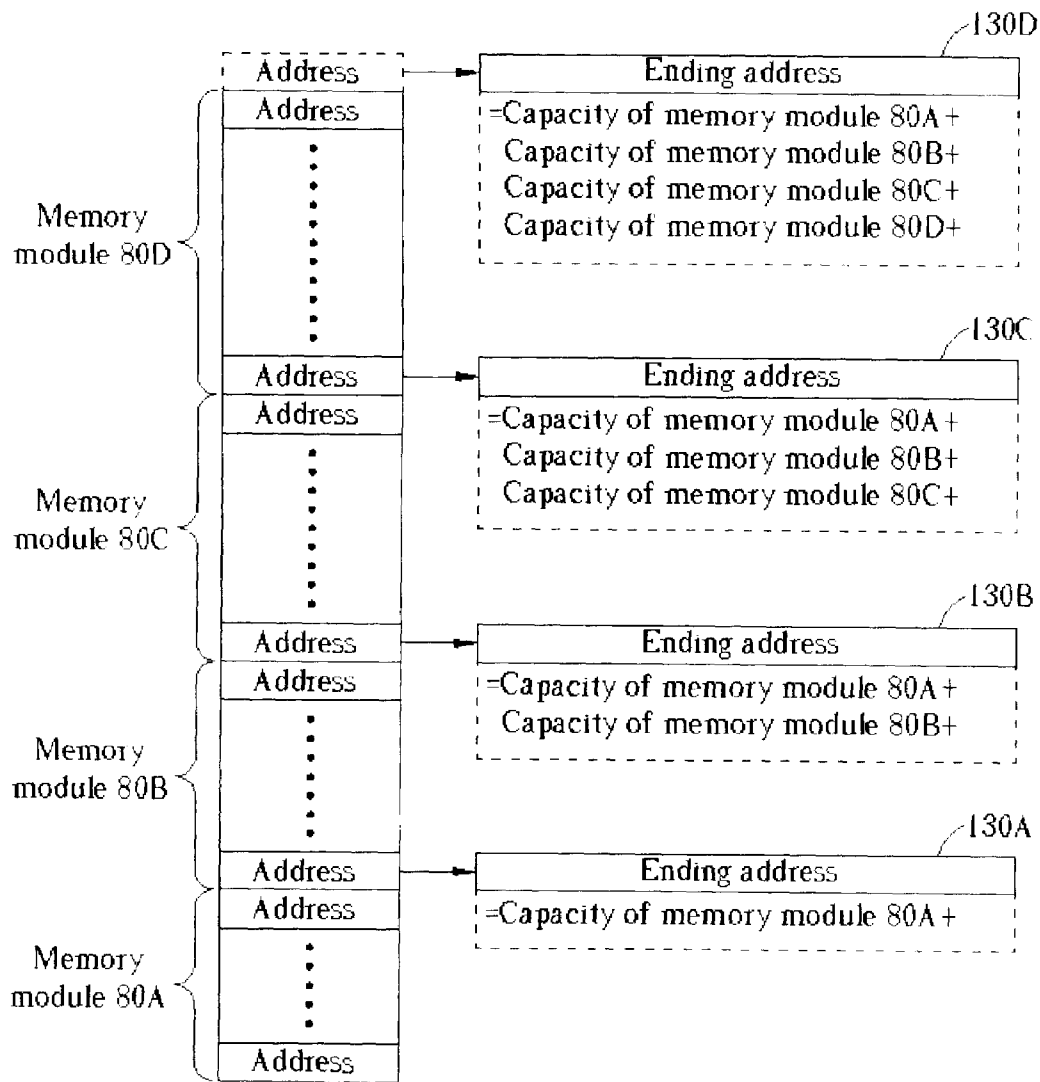 130D
Address
Ending address
Address
=Capacity of memory module 80A+
Capacity of memory module 80B+
Capacity of memory module 80C+
Capacity of memory module 80D+
Memory
module 80D
130C
Address
Ending address
Address
=Capacity of memory module 80A+
Capacity of memory module 80B+
Capacity of memory module 80C+
Memory
module 80C
130B
Address
Ending address
Address
=Capacity of memory module 80A+
Capacity of memory module 80B+
Memory
module 80B
130A
Address
Ending address
Address
=Capacity of memory module 80A+
Memory
module 80A
Address